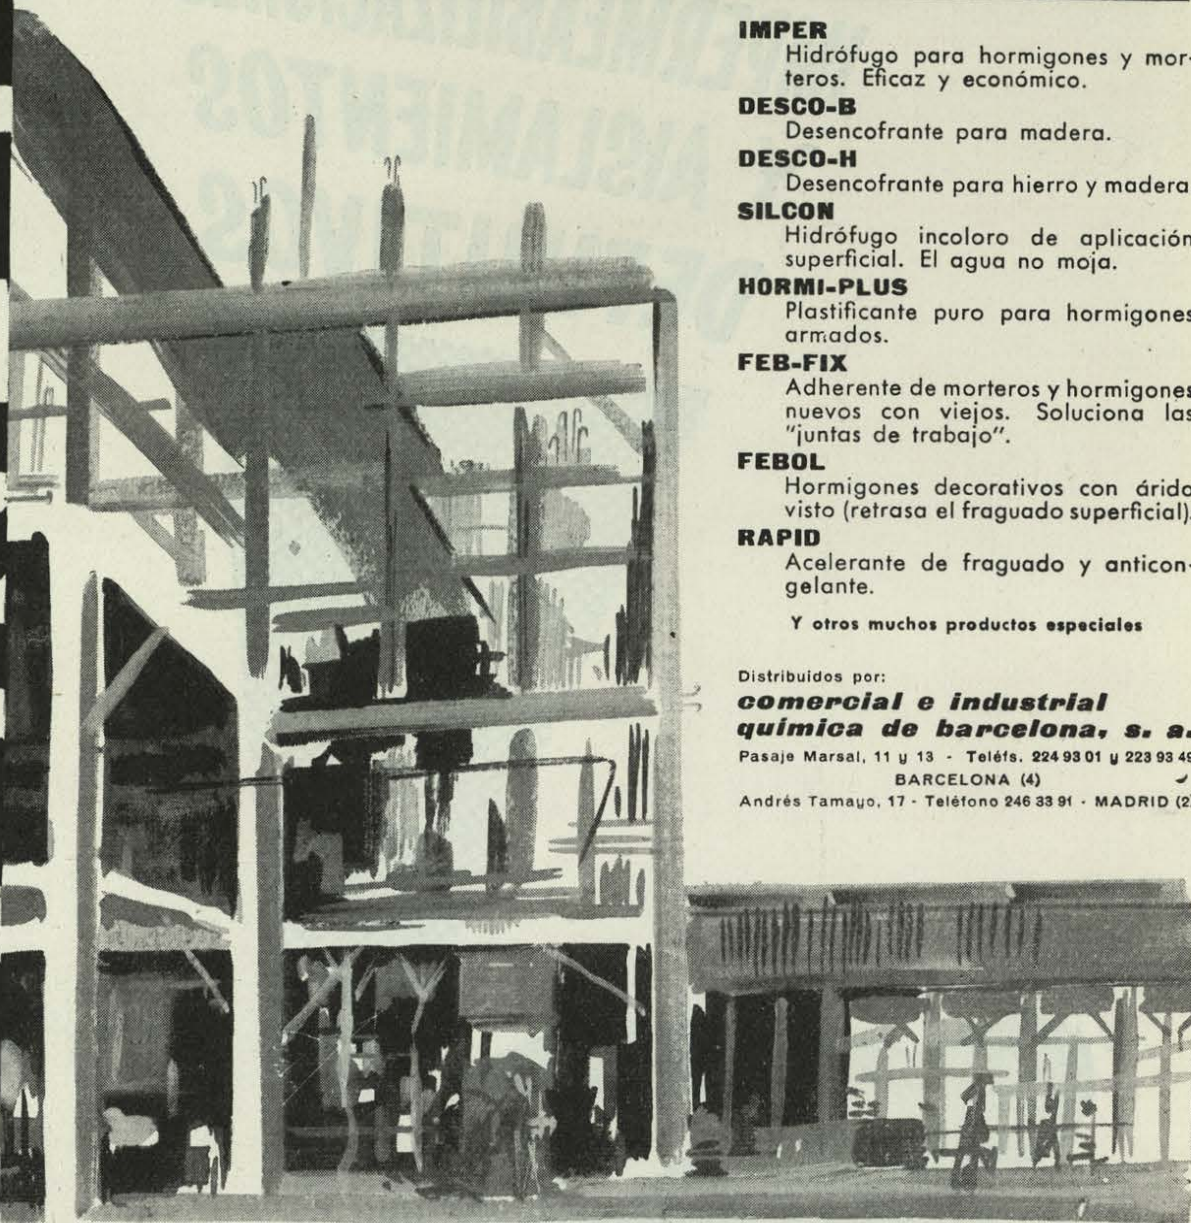 IMPER
Hidrófugo para hormigones y mor-
teros. Eficaz y económico.
DESCO-B
Desencofrante para madera.
DESCO-H
Desencofrante para hierro y madera
SILCON
Hidrófugo incoloro de aplicación
superficial. El agua no moja.
HORMI-PLUS
Plastificante puro para hormigones
armados.
FEB-FIX
Adherente de morteros y hormigones
nuevos con viejos. Soluciona las
"juntas de trabajo".
FEBOL
Hormigones decorativos con árido
visto (retrasa el fraguado superficial).
RAPID
Acelerante de fraguado y anticon-
gelante.
Y otros muchos productos especiales
Distribuidos por:
comercial e industrial
química de barcelona, s. a.
Pasaje Marsal, 11 y 13 - Teléfs. 224 93 01 y 223 93 49
BARCELONA (4)
Andrés Tamayo, 17 - Teléfono 246 33 91 - MADRID (2)